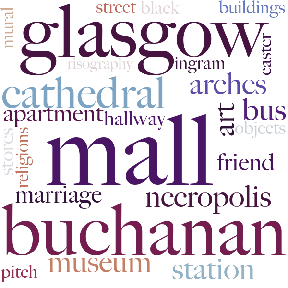 street
black
buildings
mural
glasgow
risography
ingram
caster
cathedral
arches
apartment
hallway
art
bus
objects
stores
religions
mall
friend
marriage
necropolis
buchanan
pitch
museum
station